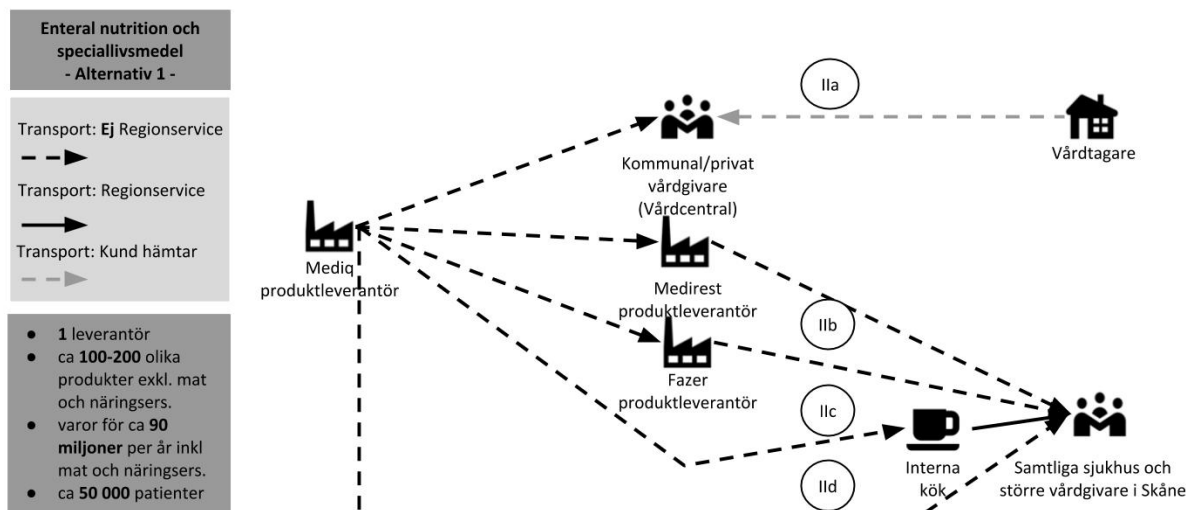 Enteral nutrition och
speciallivsmedel
- Alternativ 1 -
Transport: Ej Regionservice
Transport: Regionservice
Transport: Kund hämtar
● 1 leverantör
● ca 100-200 olika
produkter exkl. mat
och näringsers.
● varor för ca 90
miljoner per år inkl
mat och näringsers.
● ca 50 000 patienter
IIa
Kommunal/privat
vårdgivare
(Vårdcentral)
Vårdtagare
Mediq
produktleverantör
Medirest
produktleverantör
IIb
Fazer
produktleverantör
IIc
IId
Interna
kök
Samtliga sjukhus och
större vårdgivare i Skåne